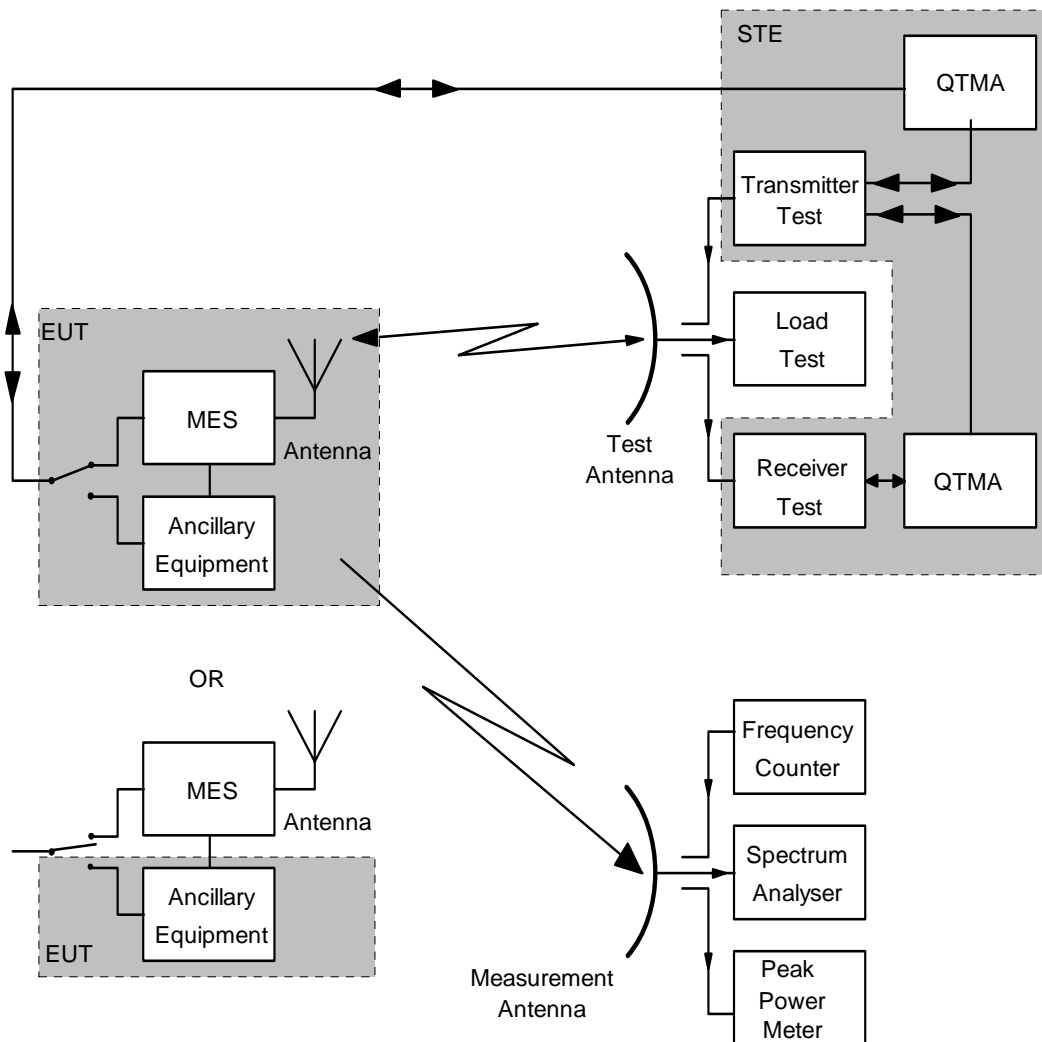 STE
QTMA
Transmitter
Test
EUT
Load
Test
MES
Antenna
Test
Antenna
Receiver
Test
QTMA
Ancillary
Equipment
OR
Frequency
Counter
MES
Antenna
Spectrum
Analyser
Ancillary
Equipment
EUT
Measurement
Antenna
Peak
Power
Meter